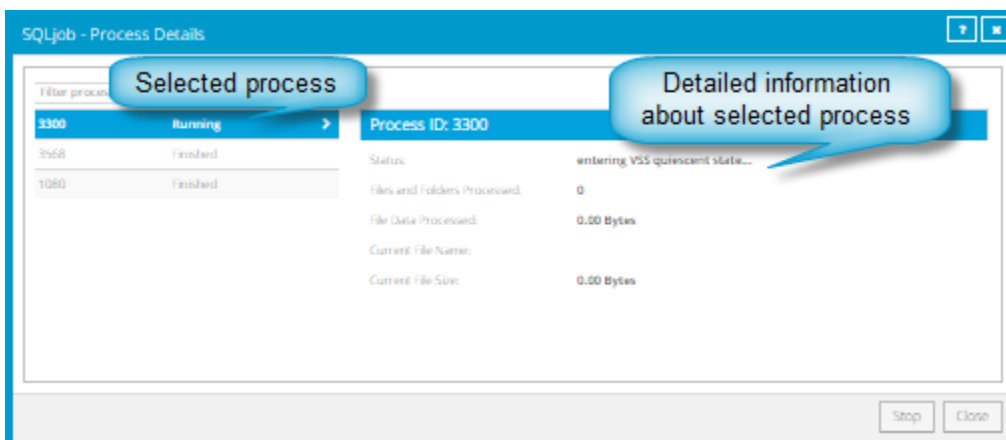 SQLjob - Process Details
? x
Selected process
Detailed information
about selected process
Filter
3300 Running >
Process ID: 3300
3568 Finished
1080 Finished
Status: entering VSS quiescent state...
Files and Folders Processed: 0
File Data Processed: 0.00 Bytes
Current File Name:
Current File Size: 0.00 Bytes
Stop Close